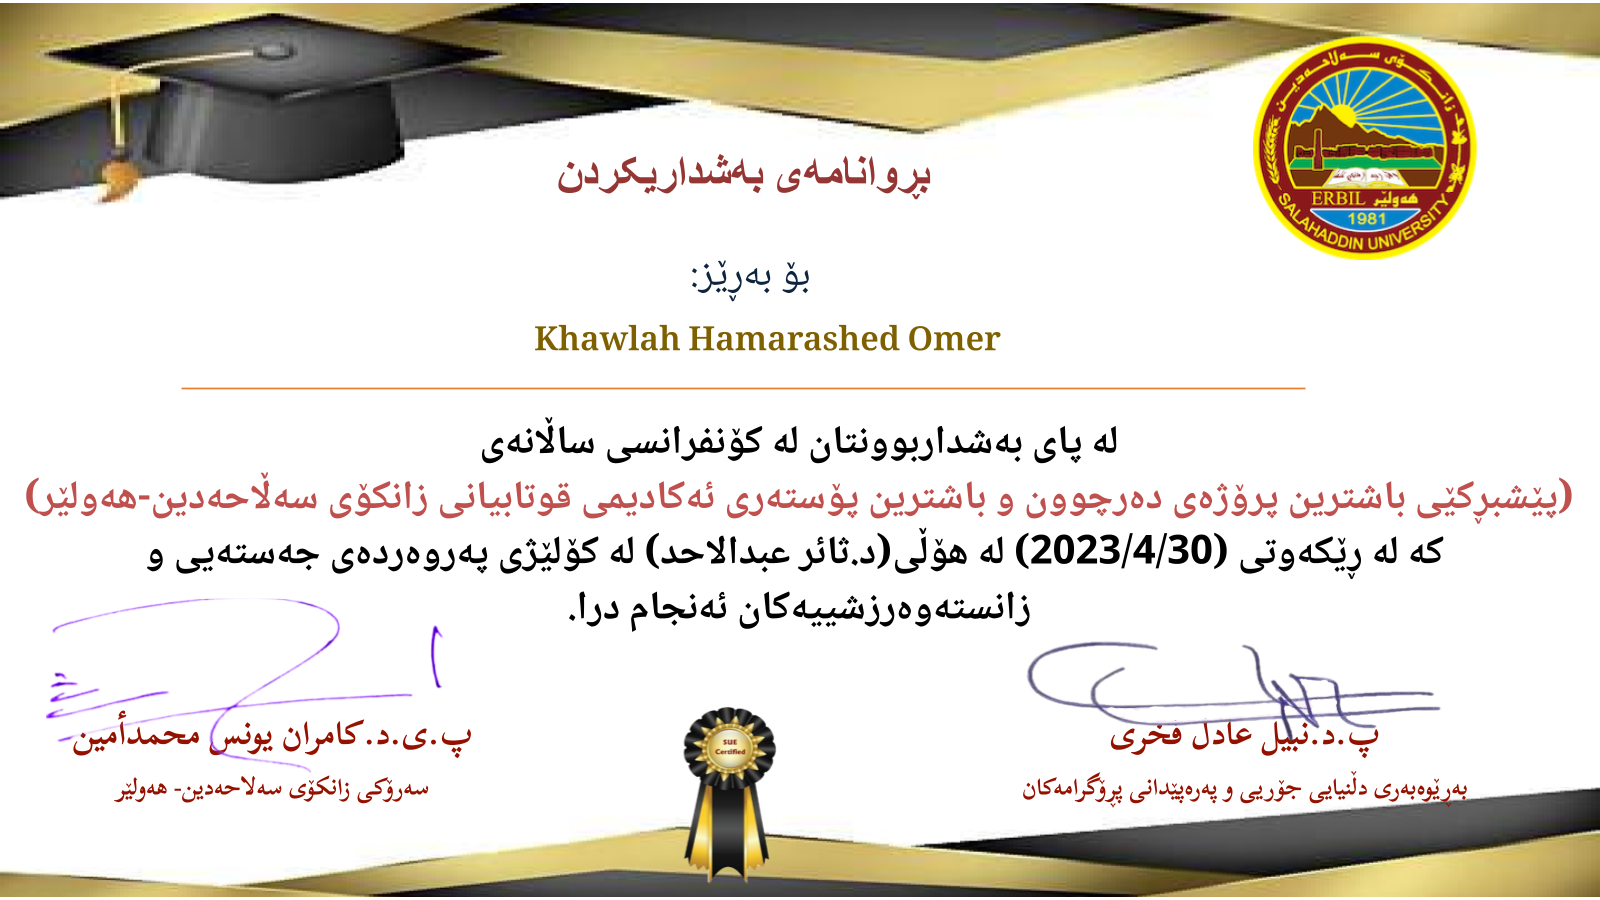 زانكۆی سەلاحەدین
ERBIL هەولێر
1981
SALAHADDIN UNIVERSITY
بڕوانامەی بەشداریکردن
بۆ بەڕێز:
Khawlah Hamarashed Omer
لە پای بەشداربوونتان لە کۆنفرانسی ساڵانەی
(پێشبڕکێی باشترین پرۆژەی دەرچوون و باشترین پۆستەری ئەکادیمی قوتابیانی زانکۆی سەڵاحەدین-هەولێر)
کە لە ڕێکەوتی (2023/4/30) لە هۆڵی(د.ثائر عبدالاحد) لە کۆلێژی پەروەردەی جەستەیی و
زانستەوەرزشییەکان ئەنجام درا.
پ.د.نبیل عادل فخری
بەڕێوەبەری دڵنیایی جۆریی و پەرەپێدانی پرۆگرامەکان
پ.ی.د.کامران یونس محمدأمین
سەرۆکی زانکۆی سەلاحەدین- هەولێر
SUE
Certified